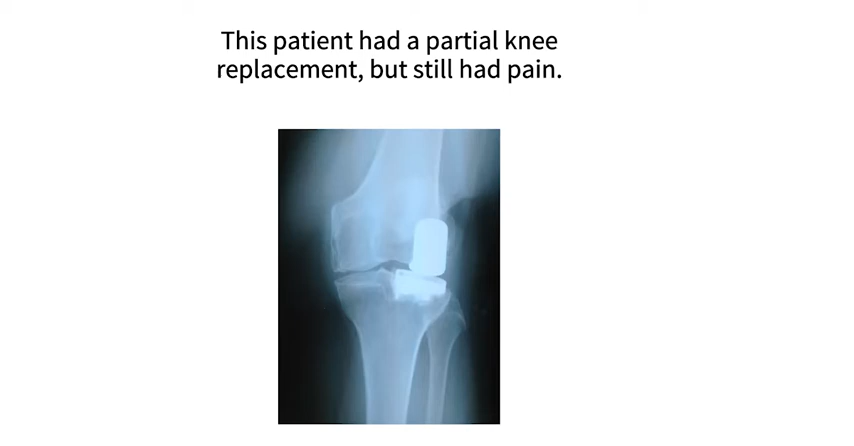 This patient had a partial knee
replacement, but still had pain.